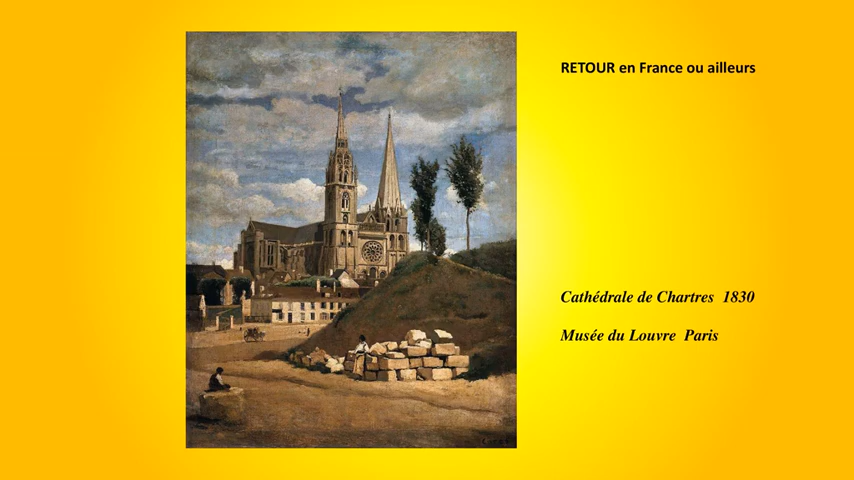 RETOUR en France ou ailleurs
Cathédrale de Chartres 1830
Musée du Louvre Paris